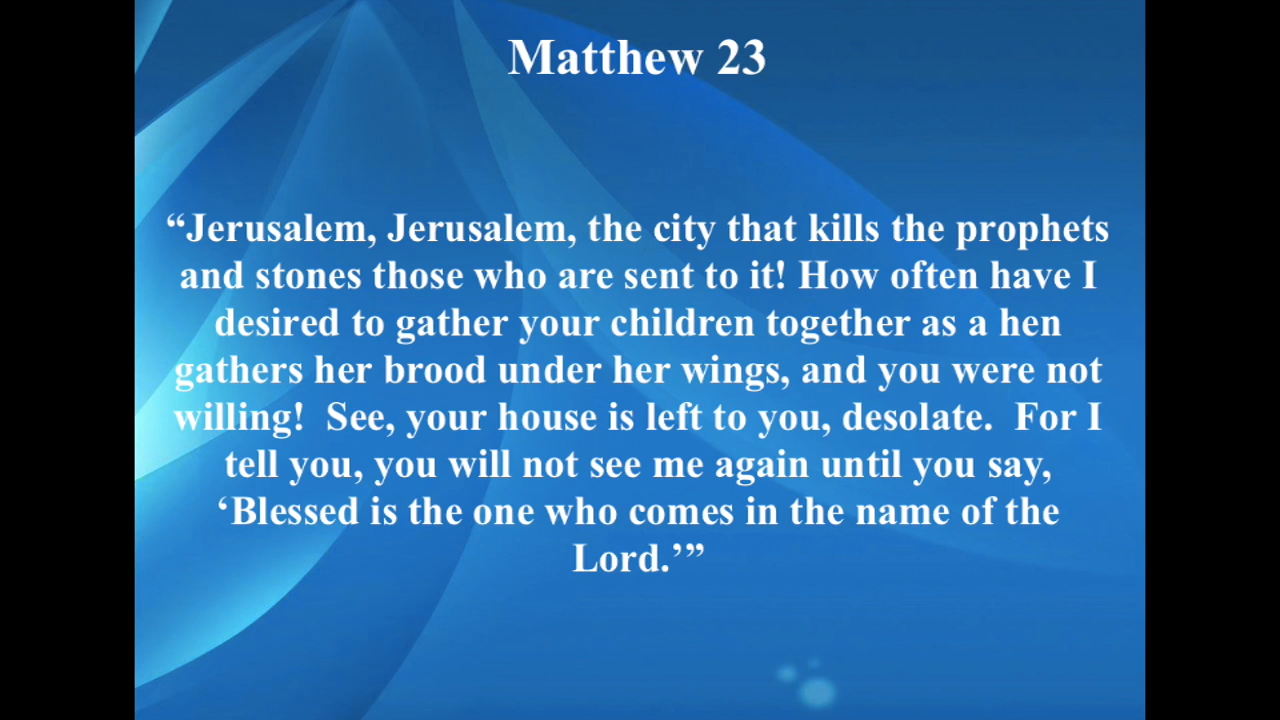 Matthew 23
“Jerusalem, Jerusalem, the city that kills the prophets
and stones those who are sent to it! How often have I
desired to gather your children together as a hen
gathers her brood under her wings, and you were not
willing!  See, your house is left to you, desolate.  For I
tell you, you will not see me again until you say,
‘Blessed is the one who comes in the name of the
Lord.’”